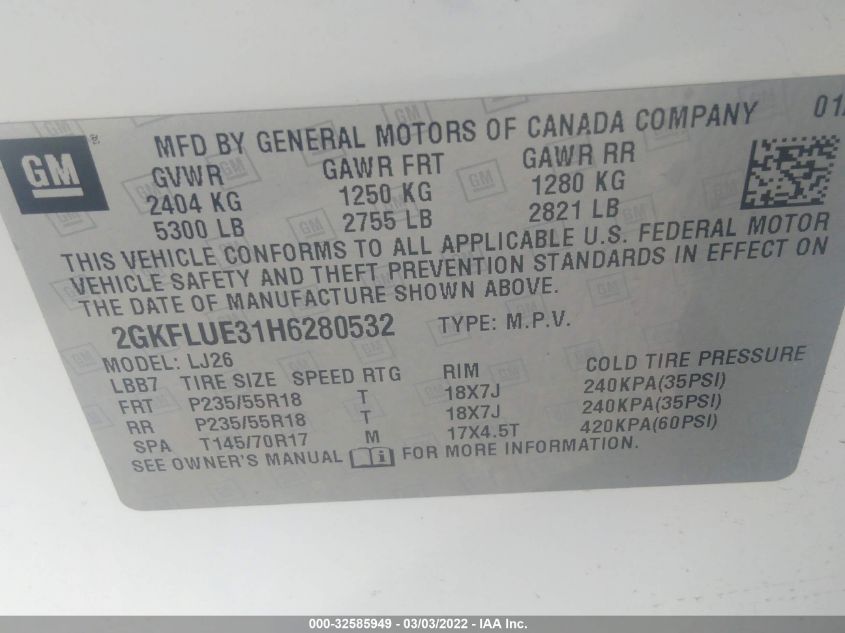 GM
®
MFD BY GENERAL MOTORS OF CANADA COMPANY
GVWR GAWR FRT GAWR RR
2404 KG 1250 KG 1280 KG
5300 LB 2755 LB 2821 LB
THIS VEHICLE CONFORMS TO ALL APPLICABLE U.S. FEDERAL MOTOR
VEHICLE SAFETY AND THEFT PREVENTION STANDARDS IN EFFECT ON
THE DATE OF MANUFACTURE SHOWN ABOVE.
2GKFLUE31H6280532 TYPE: M.P.V.
MODEL: LJ26
LBB7 TIRE SIZE SPEED RTG RIM COLD TIRE PRESSURE
FRT P235/55R18 T 18X7J 240KPA(35PSI)
RR P235/55R18 T 18X7J 240KPA(35PSI)
SPA T145/70R17 M 17X4.5T 420KPA(60PSI)
SEE OWNER'S MANUAL i FOR MORE INFORMATION.
000-32585949 - 03/03/2022 - IAA Inc.